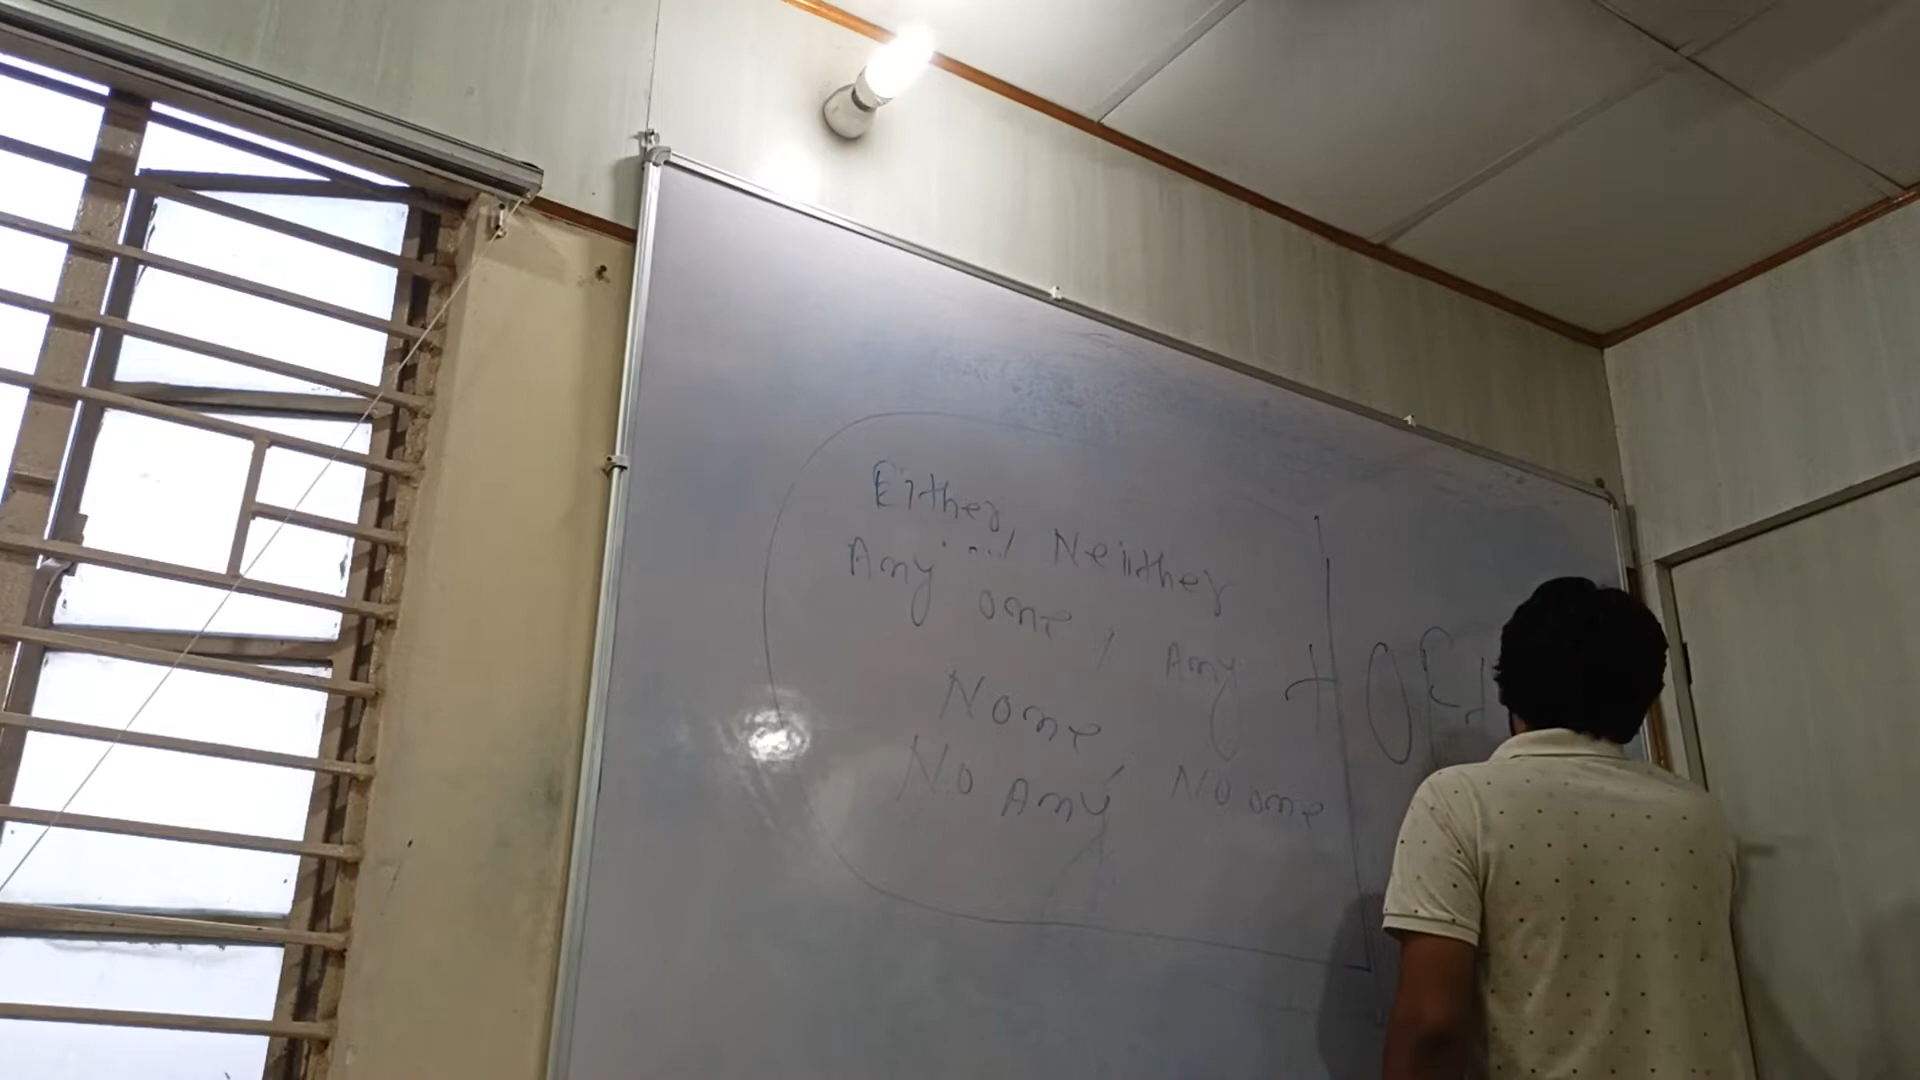 Either, Neither
Any one, Any + OF +
None
No Any, No one